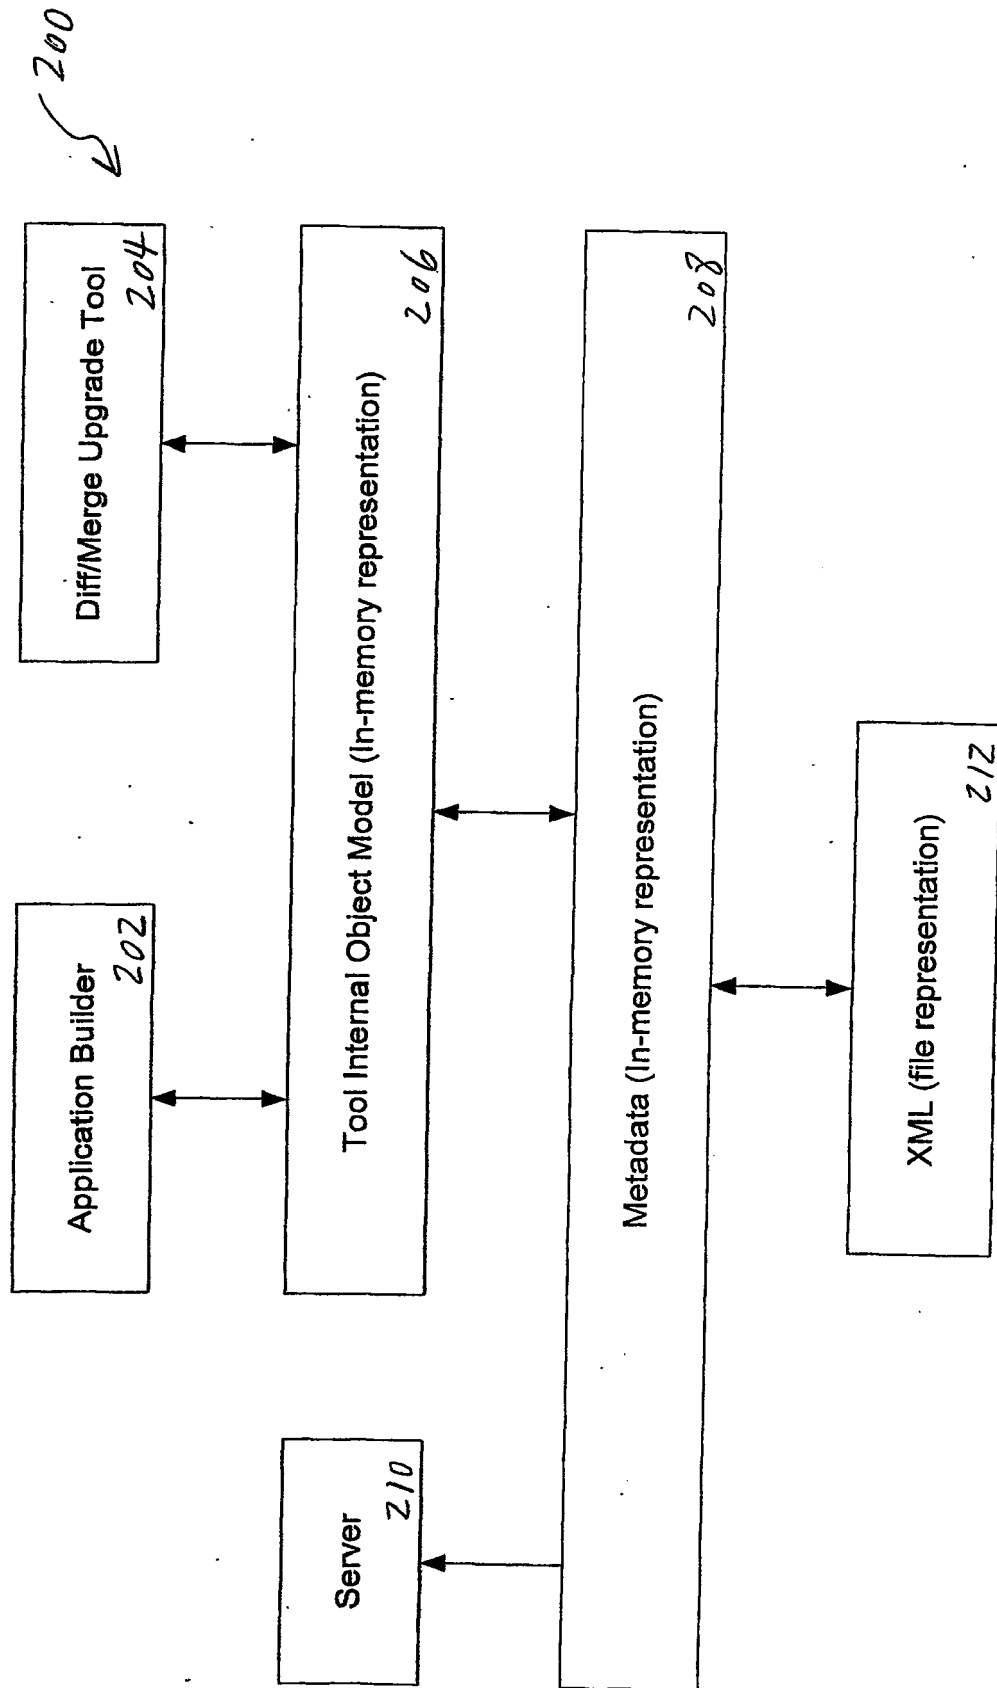 200
Application Builder
202
Diff/Merge Upgrade Tool
204
Server
210
Tool Internal Object Model (In-memory representation)
206
Metadata (In-memory representation)
208
XML (file representation)
212